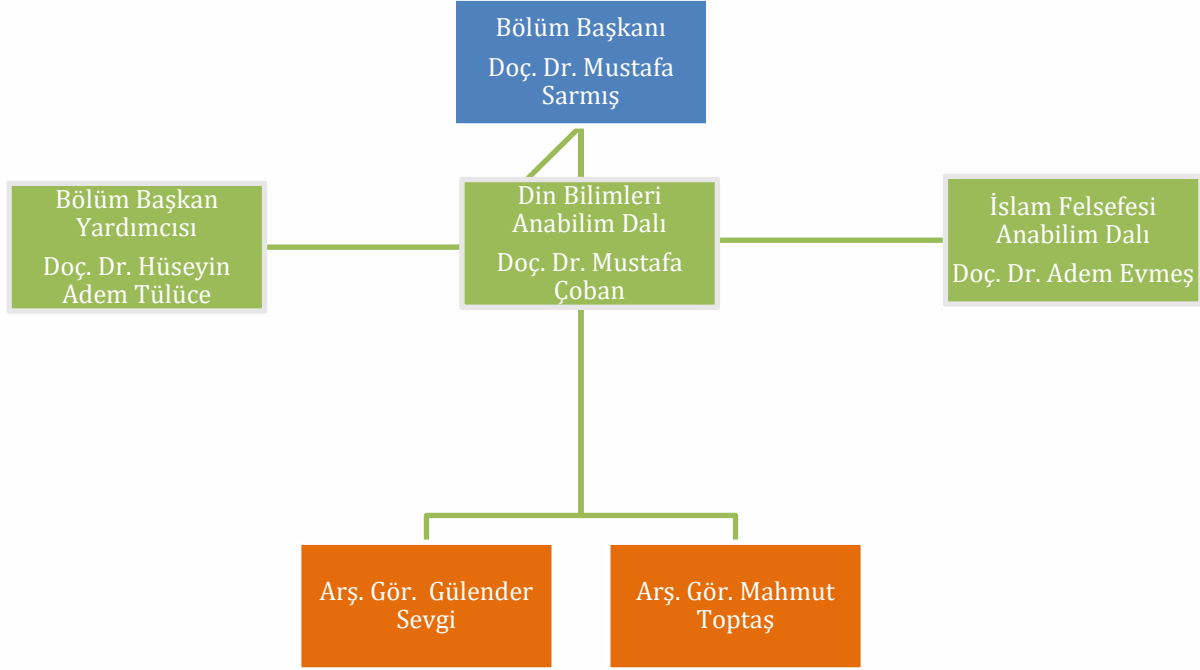 Bölüm Başkanı
Doç. Dr. Mustafa
Sarmış
Bölüm Başkan
Yardımcısı
Doç. Dr. Hüseyin
Adem Tülüce
Din Bilimleri
Anabilim Dalı
Doç. Dr. Mustafa
Çoban
İslam Felsefesi
Anabilim Dalı
Doç. Dr. Adem Evmeş
Arş. Gör. Gülender
Sevgi
Arş. Gör. Mahmut
Toptaş